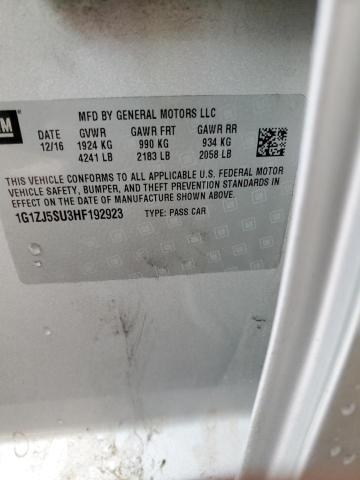 GM
MFD BY GENERAL MOTORS LLC
DATE GVWR GAWR FRT GAWR RR
12/16 1924 KG 990 KG 934 KG
4241 LB 2183 LB 2058 LB
THIS VEHICLE CONFORMS TO ALL APPLICABLE U.S. FEDERAL MOTOR
VEHICLE SAFETY, BUMPER, AND THEFT PREVENTION STANDARDS IN
EFFECT ON THE DATE OF MANUFACTURE SHOWN ABOVE.
1G1ZJ5SU3HF192923 TYPE: PASS CAR